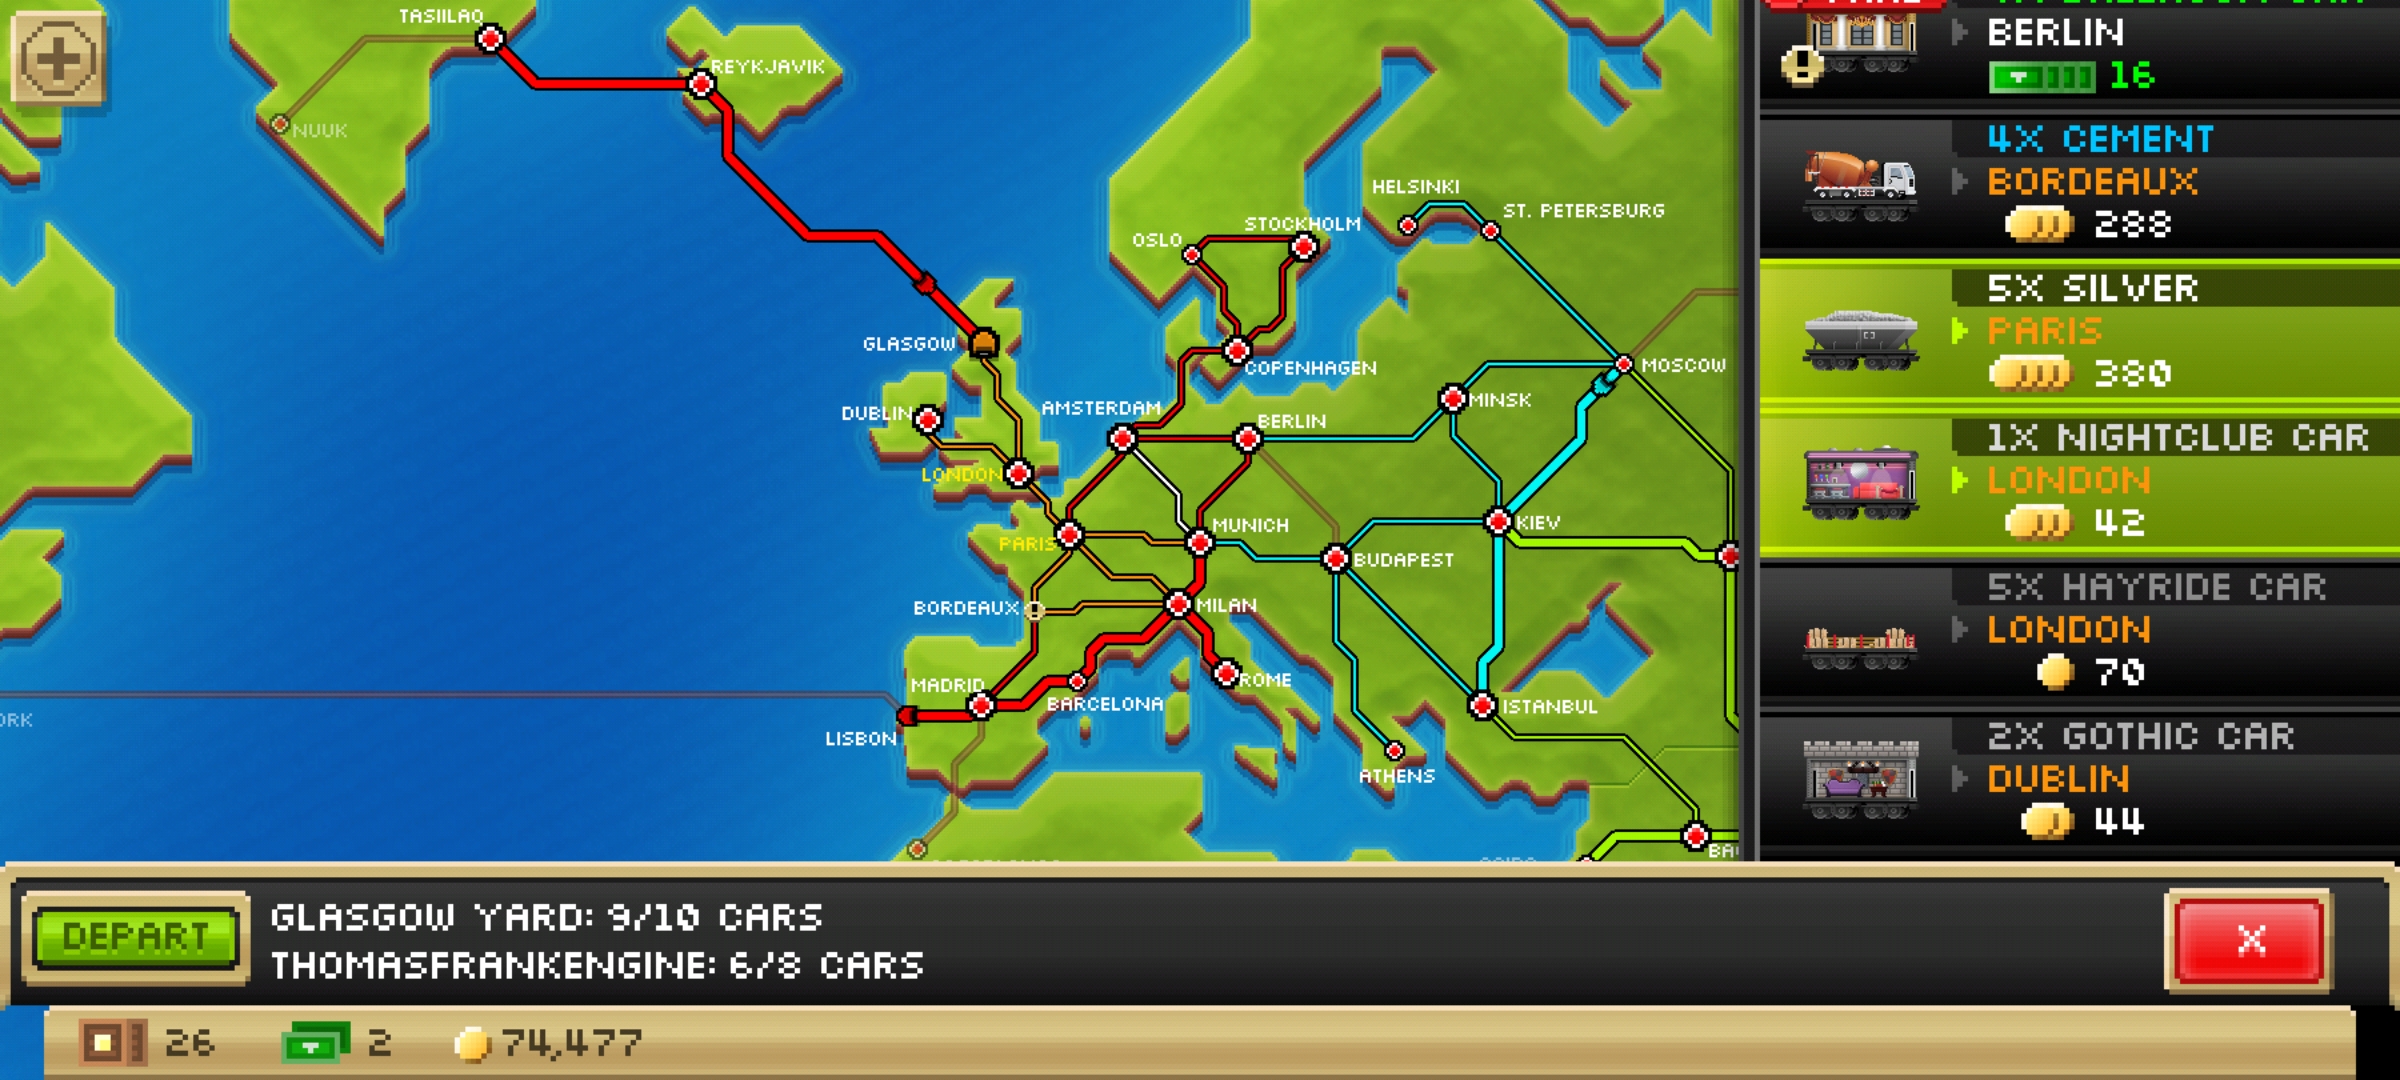 TASIILAQ
REYKJAVIK
NUUK
HELSINKI
ST. PETERSBURG
STOCKHOLM
OSLO
GLASGOW
COPENHAGEN
MOSCOW
AMSTERDAM
MINSK
DUBLIN
BERLIN
LONDON
MUNICH
KIEV
PARIS
BUDAPEST
BORDEAUX
MILAN
MADRID
ROME
BARCELONA
ISTANBUL
LISBON
ATHENS
BERLIN
16
4X CEMENT
BORDEAUX
288
5X SILVER
PARIS
380
1X NIGHTCLUB CAR
LONDON
42
5X HAYRIDE CAR
LONDON
70
2X GOTHIC CAR
DUBLIN
44
DEPART
GLASGOW YARD: 9/10 CARS
THOMASFRANKENGINE: 6/8 CARS
X
26
2
74,477